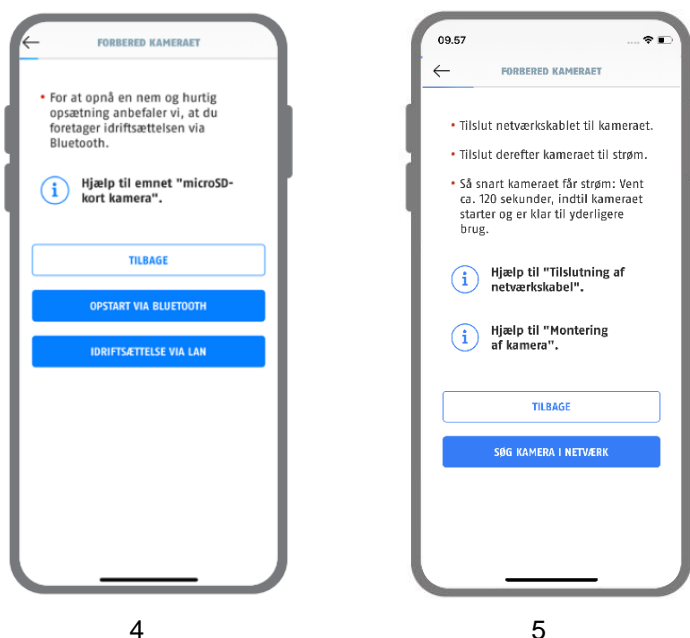 FORBERED KAMERAET
• For at opnå en nem og hurtig
opsætning anbefaler vi, at du
foretager idriftsættelsen via
Bluetooth.
Hjælp til emnet "microSD-
kort kamera".
TILBAGE
OPSTART VIA BLUETOOTH
IDRIFTSÆTTELSE VIA LAN
4
09.57
FORBERED KAMERAET
• Tilslut netværkskablet til kameraet.
• Tilslut derefter kameraet til strøm.
• Så snart kameraet får strøm: Vent
ca. 120 sekunder, indtil kameraet
starter og er klar til yderligere
brug.
Hjælp til "Tilslutning af
netværkskabel".
Hjælp til "Montering
af kamera".
TILBAGE
SØG KAMERA I NETVÆRK
5